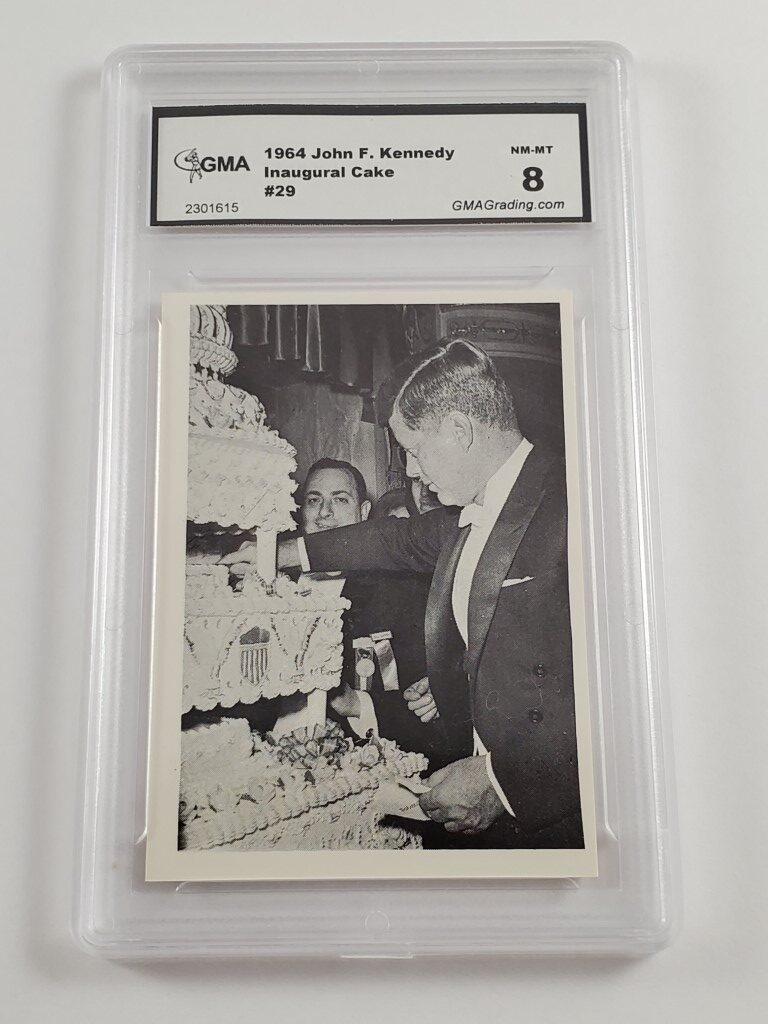 GMA
1964 John F. Kennedy
Inaugural Cake
#29
2301615
NM-MT
8
GMAGrading.com